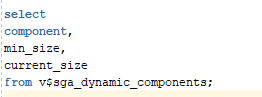 select
component,
min_size,
current_size
from v$sga_dynamic_components;